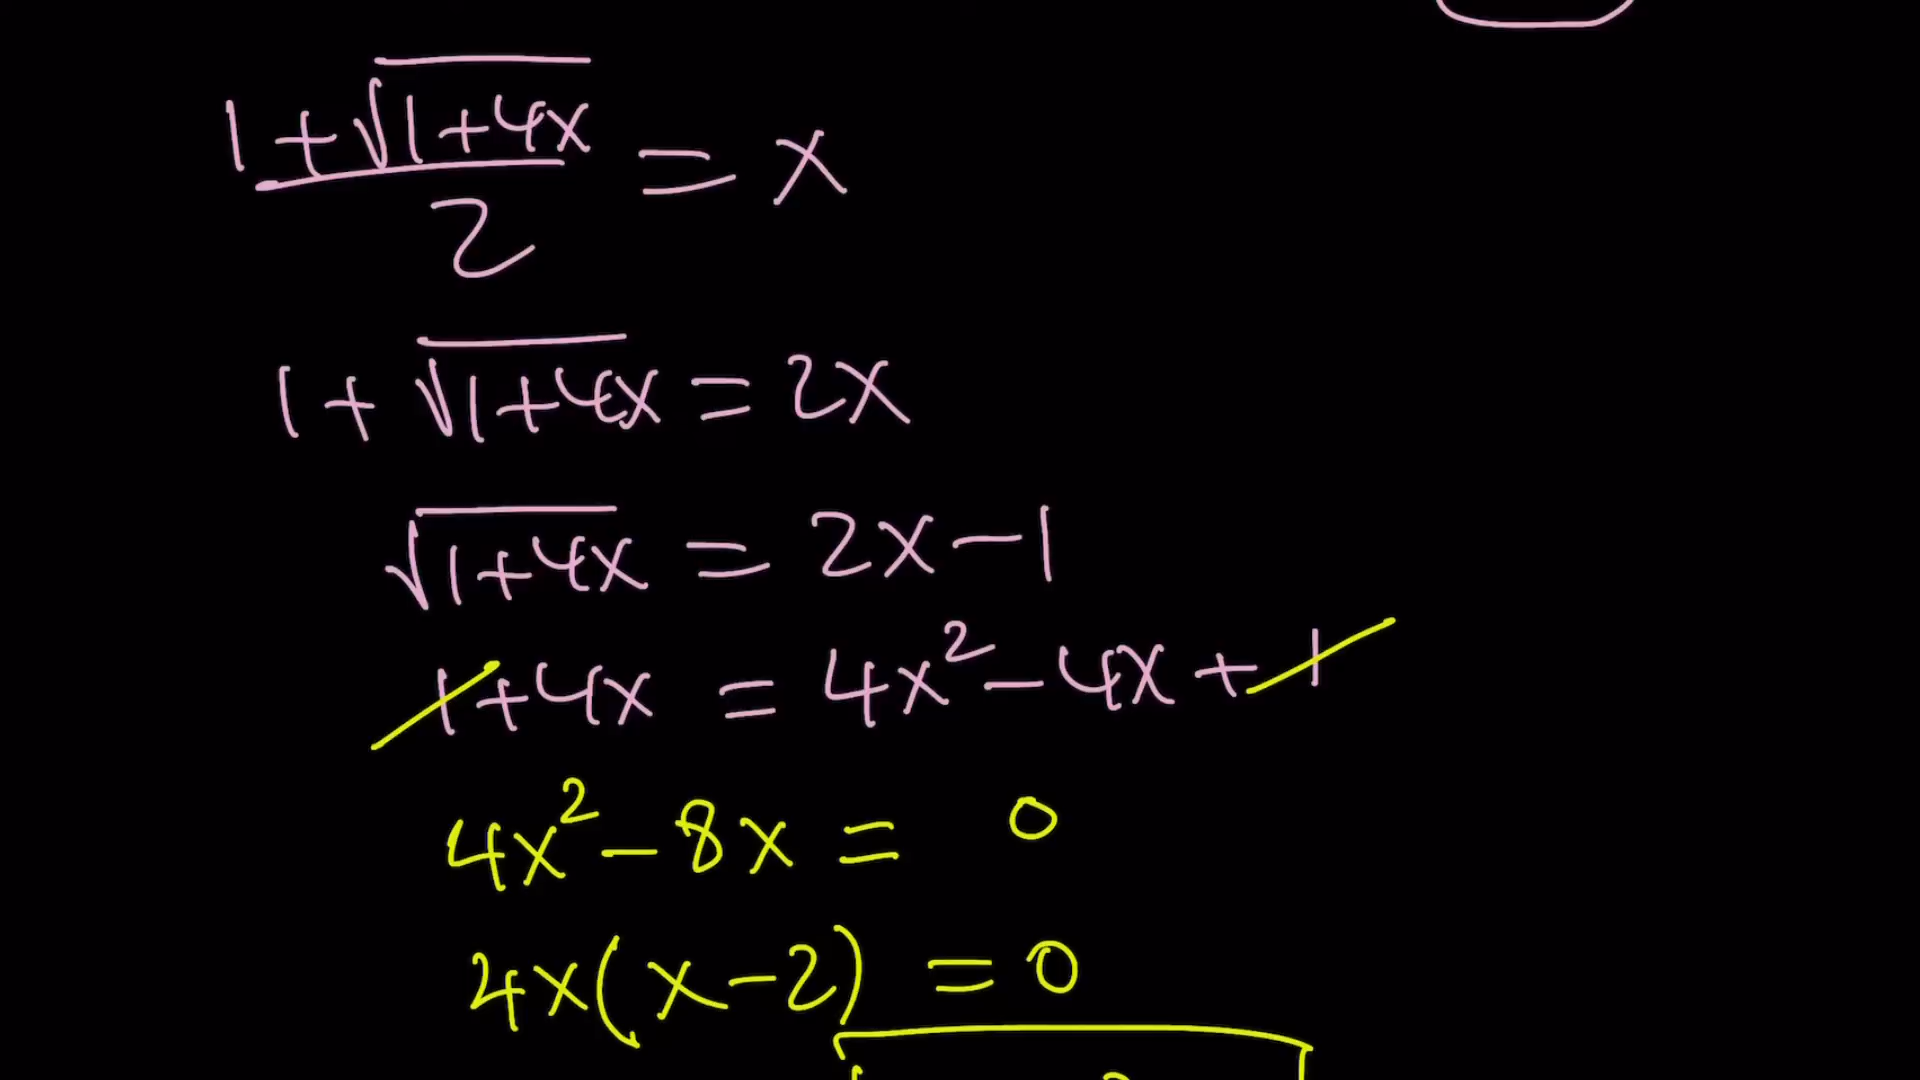 1+√1+4x
2
= x
1+ √1+4x = 2x
√1+4x = 2x-1
1+4x = 4x²-4x+1
4x²-8x= 0
4x(x-2) = 0